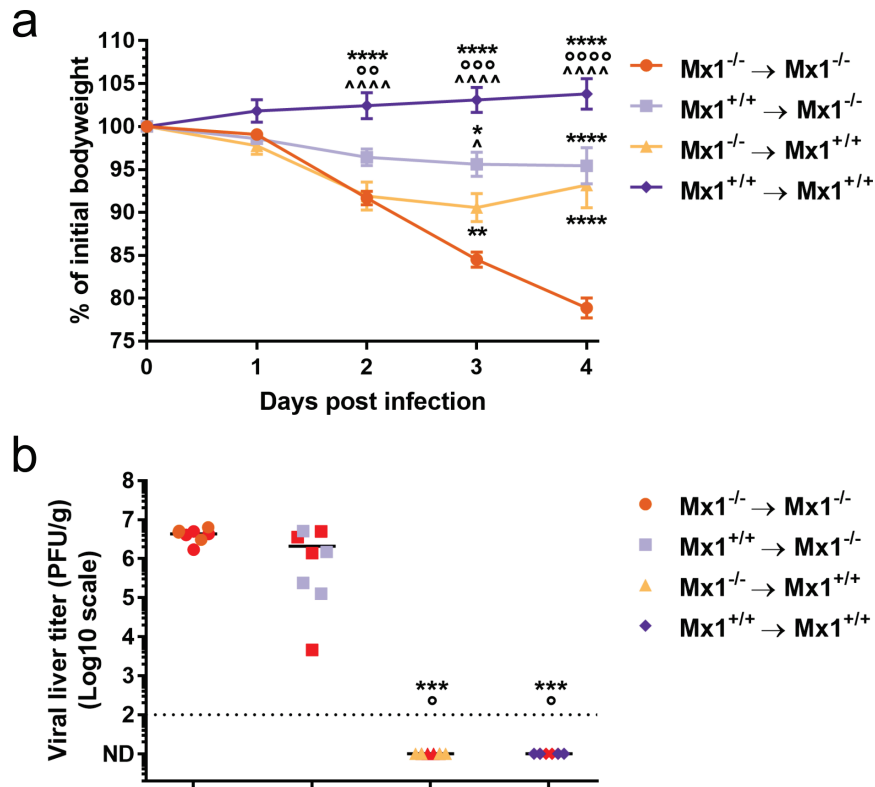 a
110
105
100
95
90
85
80
75
% of initial bodyweight
0 1 2 3 4
Days post infection
****
°°
^^^^
****
°°°
^^^^
****
°°°°
^^^^
*
^
****
**
****
Mx1-/- → Mx1-/-
Mx1+/+ → Mx1-/-
Mx1-/- → Mx1+/+
Mx1+/+ → Mx1+/+
b
8
7
6
5
4
3
2
ND
Viral liver titer (PFU/g)
(Log10 scale)
***
°
***
°
Mx1-/- → Mx1-/-
Mx1+/+ → Mx1-/-
Mx1-/- → Mx1+/+
Mx1+/+ → Mx1+/+